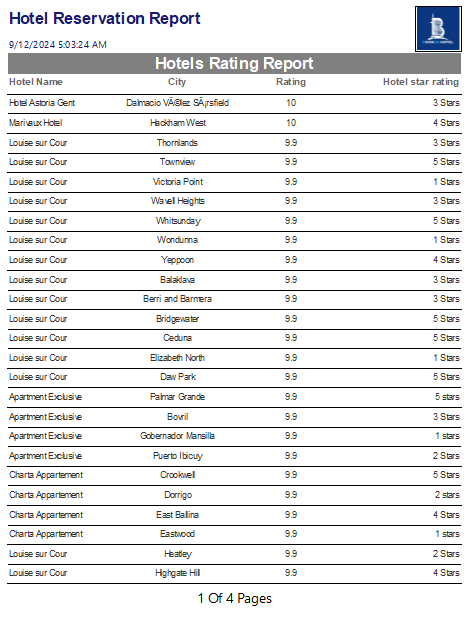 Hotel Reservation Report
9/12/2024 5:03:24 AM
Hotels Rating Report
Hotel Name City Rating Hotel star rating
Hotel Astoria Gent Dalmacio VÃ©lez SÃ¡rsfield 10 3 Stars
Marivaux Hotel Hackham West 10 4 Stars
Louise sur Cour Thornlands 9.9 3 Stars
Louise sur Cour Townview 9.9 5 Stars
Louise sur Cour Victoria Point 9.9 1 Stars
Louise sur Cour Wavell Heights 9.9 3 Stars
Louise sur Cour Whitsunday 9.9 5 Stars
Louise sur Cour Wondunna 9.9 1 Stars
Louise sur Cour Yeppoon 9.9 4 Stars
Louise sur Cour Balaklava 9.9 3 Stars
Louise sur Cour Berri and Barmera 9.9 3 Stars
Louise sur Cour Bridgewater 9.9 5 Stars
Louise sur Cour Ceduna 9.9 5 Stars
Louise sur Cour Elizabeth North 9.9 1 Stars
Louise sur Cour Daw Park 9.9 5 Stars
Apartment Exclusive Palmar Grande 9.9 5 stars
Apartment Exclusive Bovril 9.9 3 Stars
Apartment Exclusive Gobernador Mansilla 9.9 1 stars
Apartment Exclusive Puerto Ibicuy 9.9 2 Stars
Charta Appartement Crookwell 9.9 5 Stars
Charta Appartement Dorrigo 9.9 2 stars
Charta Appartement East Ballina 9.9 4 Stars
Charta Appartement Eastwood 9.9 1 stars
Louise sur Cour Heatley 9.9 2 Stars
Louise sur Cour Highgate Hill 9.9 4 Stars
1 Of 4 Pages